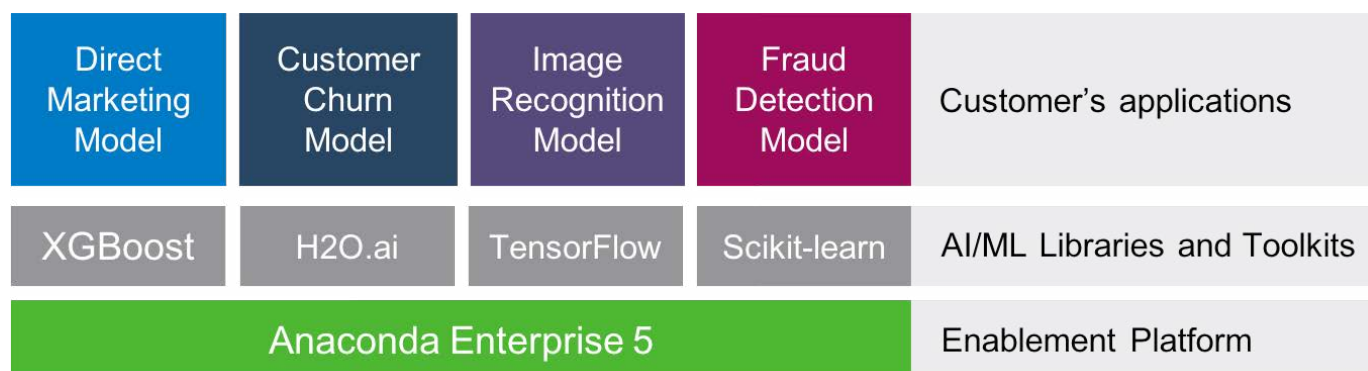 Direct
Marketing
Model
Customer
Churn
Model
Image
Recognition
Model
Fraud
Detection
Model
Customer's applications
XGBoost
H2O.ai
TensorFlow
Scikit-learn
AI/ML Libraries and Toolkits
Anaconda Enterprise 5
Enablement Platform